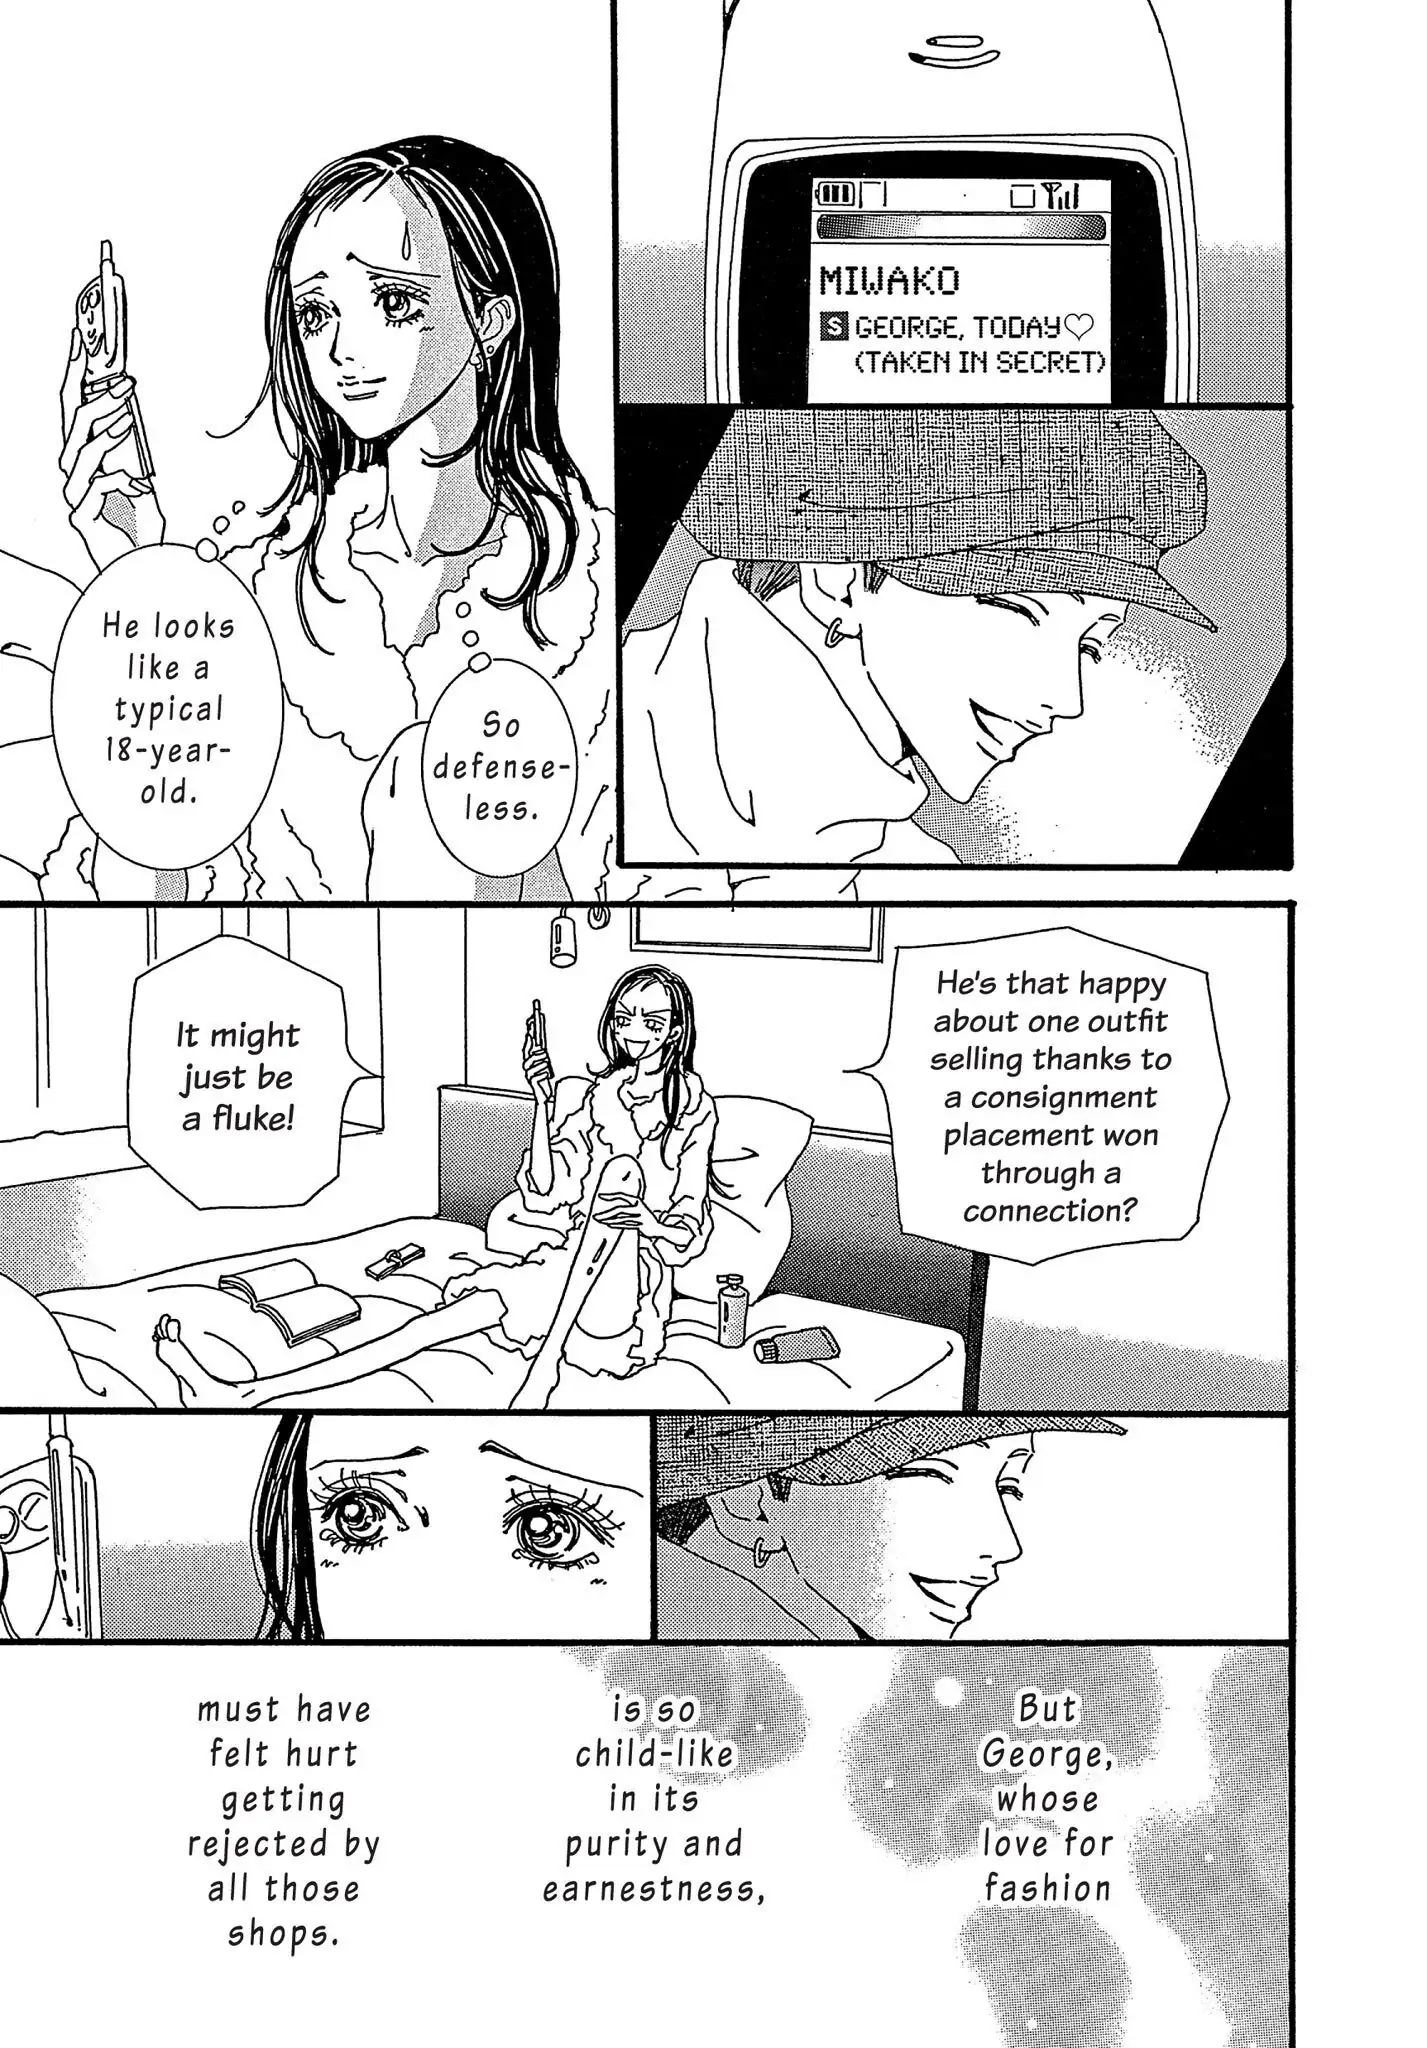 MIWAKO
S GEORGE, TODAY♡
(TAKEN IN SECRET)
So
defense-
less.
He looks
like a
typical
18-year-
old.
He's that happy
about one outfit
selling thanks to
a consignment
placement won
through a
connection?
It might
just be
a fluke!
But
George,
whose
love for
fashion
is so
child-like
in its
purity and
earnestness,
must have
felt hurt
getting
rejected by
all those
shops.